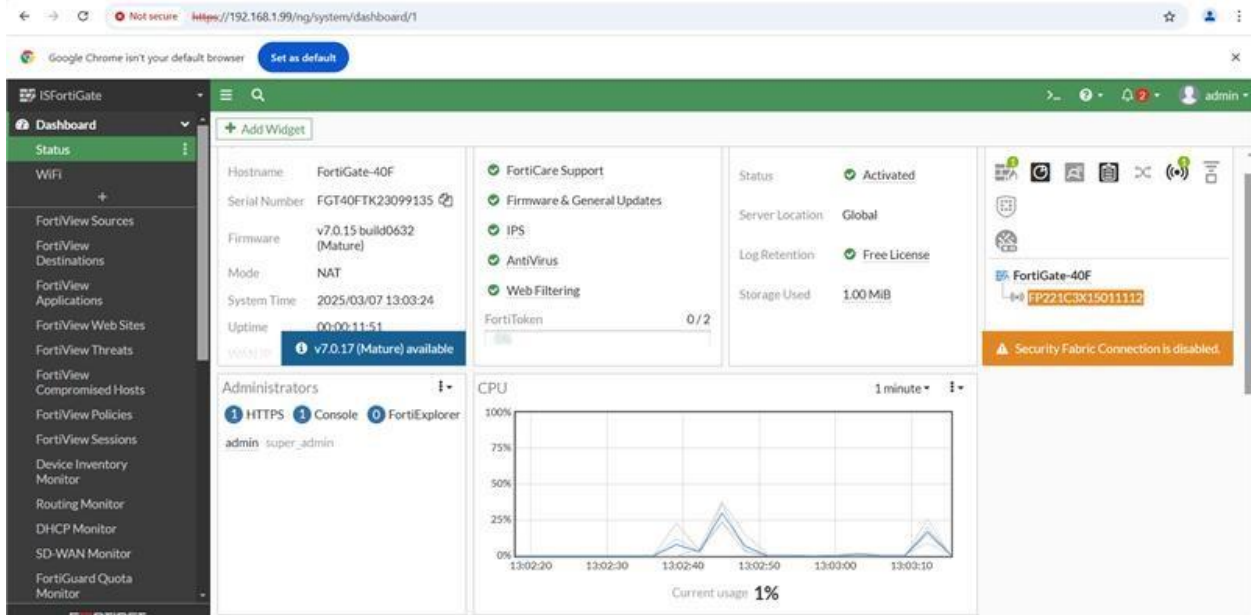 Not secure https://192.168.1.99/ng/system/dashboard/1
Google Chrome isn't your default browser Set as default
ISFortiGate
>_ 2 admin
Dashboard
Status
WiFi
+
FortiView Sources
FortiView
Destinations
FortiView
Applications
FortiView Web Sites
FortiView Threats
FortiView
Compromised Hosts
FortiView Policies
FortiView Sessions
Device Inventory
Monitor
Routing Monitor
DHCP Monitor
SD-WAN Monitor
FortiGuard Quota
Monitor
+ Add Widget
Hostname FortiGate-40F
Serial Number FGT40FTK23099135
Firmware v7.0.15 build0632
(Mature)
Mode NAT
System Time 2025/03/07 13:03:24
Uptime 00:00:11:51
v7.0.17 (Mature) available
FortiCare Support
Firmware & General Updates
IPS
AntiVirus
Web Filtering
FortiToken 0/2
Status Activated
Server Location Global
Log Retention Free License
Storage Used 1.00 MiB
1 1
FortiGate-40F
FP221C3X15011112
Security Fabric Connection is disabled.
Administrators
1 HTTPS 1 Console 0 FortiExplorer
admin super_admin
CPU 1 minute
100%
75%
50%
25%
0%
13:02:20 13:02:30 13:02:40 13:02:50 13:03:00 13:03:10
Current usage 1%